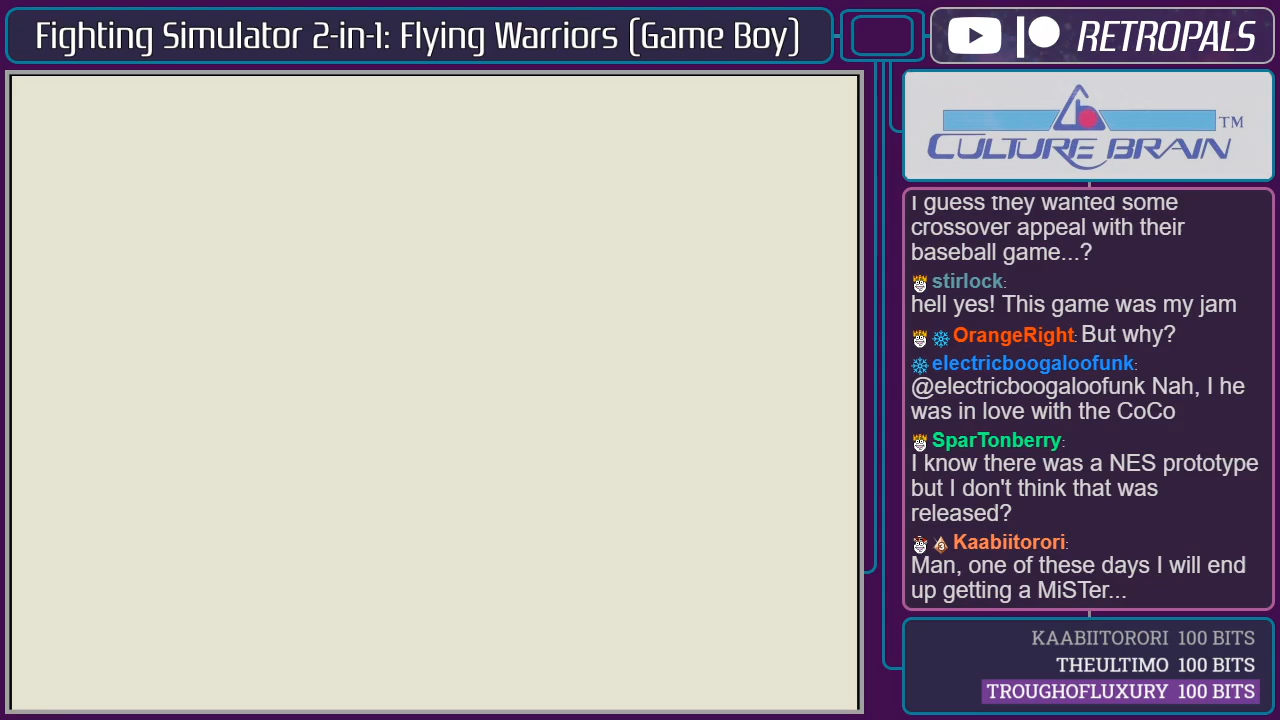 Fighting Simulator 2-in-1: Flying Warriors (Game Boy)
RETROPALS
CULTURE BRAIN TM
I guess they wanted some
crossover appeal with their
baseball game...?
stirlock:
hell yes! This game was my jam
OrangeRight: But why?
electricboogaloofunk:
@electricboogaloofunk Nah, I he
was in love with the CoCo
SparTonberry:
I know there was a NES prototype
but I don't think that was
released?
Kaabiitorori:
Man, one of these days I will end
up getting a MiSTer...
KAABIITORORI 100 BITS
THEULTIMO 100 BITS
TROUGHOFLUXURY 100 BITS